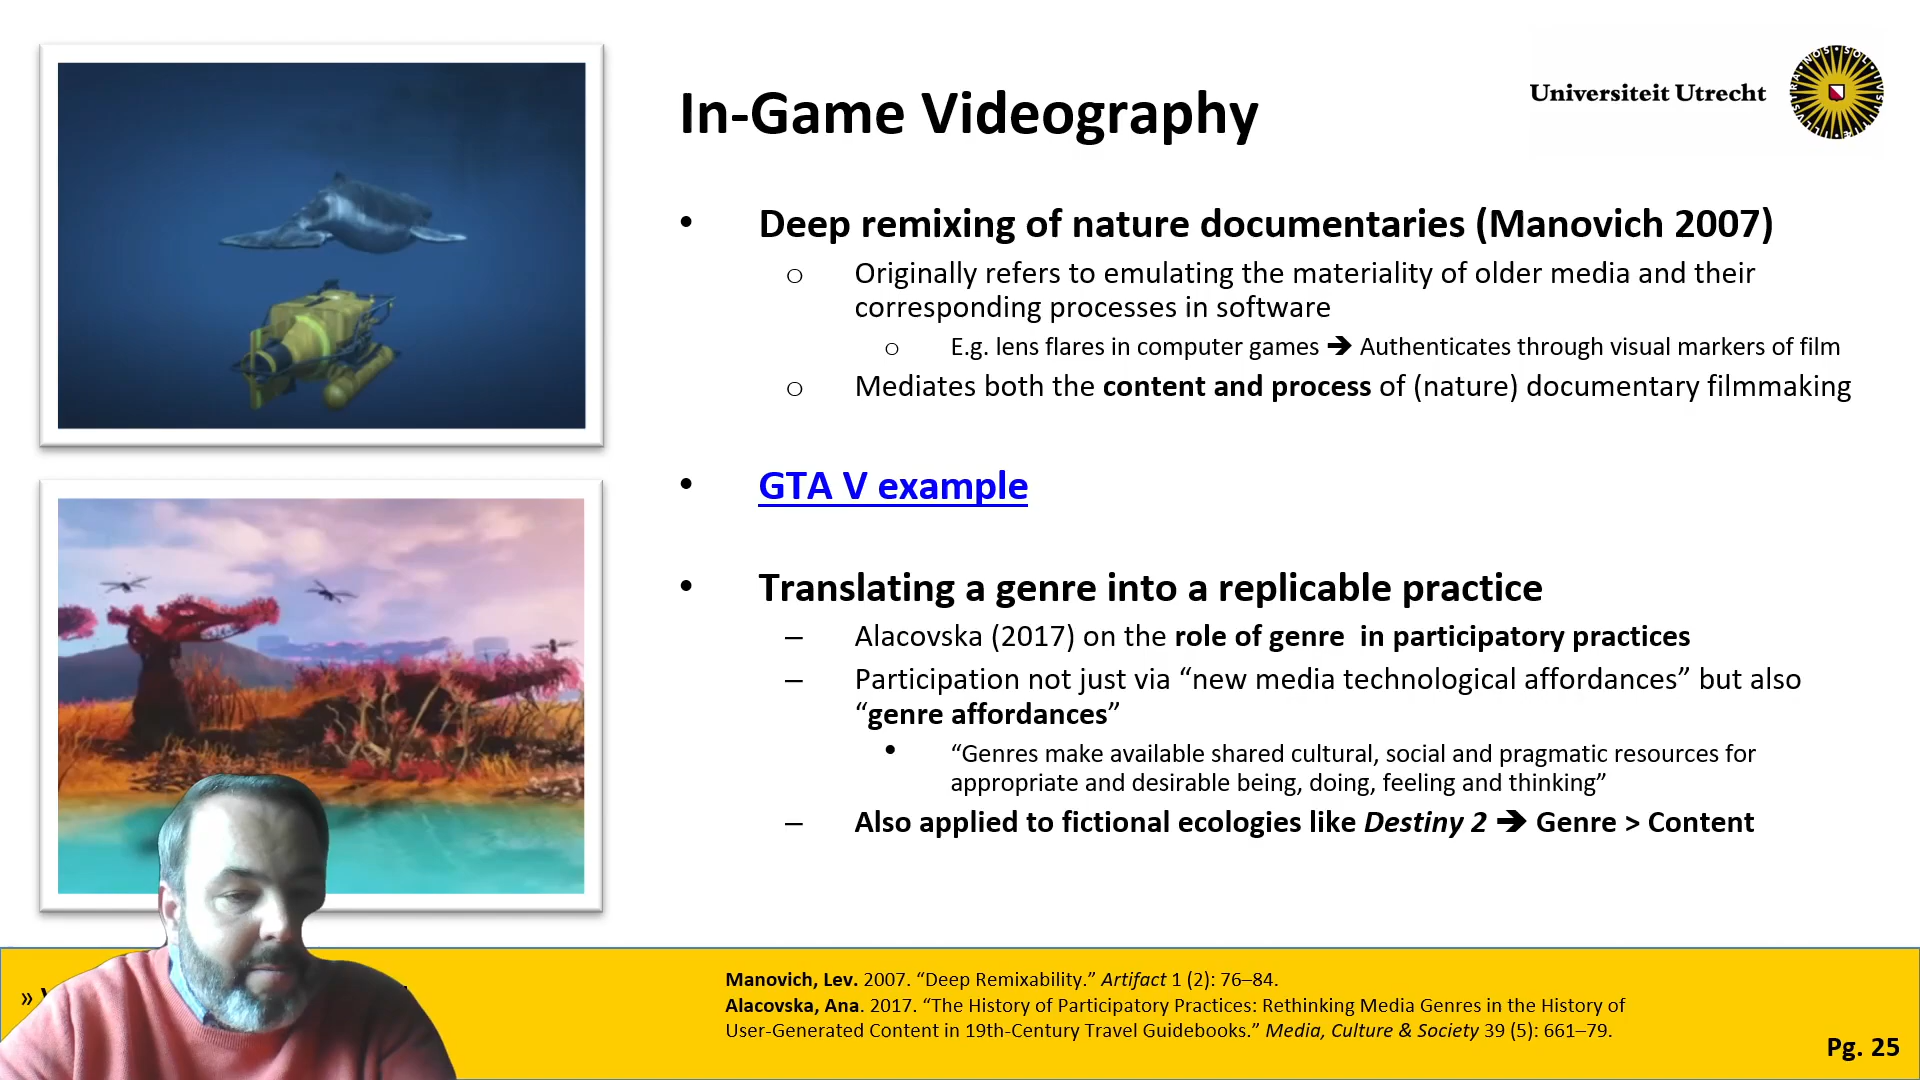 In-Game Videography
Universiteit Utrecht
• Deep remixing of nature documentaries (Manovich 2007)
o Originally refers to emulating the materiality of older media and their
corresponding processes in software
o E.g. lens flares in computer games ➔ Authenticates through visual markers of film
o Mediates both the content and process of (nature) documentary filmmaking
• GTA V example
• Translating a genre into a replicable practice
– Alacovska (2017) on the role of genre in participatory practices
– Participation not just via “new media technological affordances” but also
“genre affordances”
• “Genres make available shared cultural, social and pragmatic resources for
appropriate and desirable being, doing, feeling and thinking”
– Also applied to fictional ecologies like Destiny 2 ➔ Genre > Content
»
Manovich, Lev. 2007. “Deep Remixability.” Artifact 1 (2): 76–84.
Alacovska, Ana. 2017. “The History of Participatory Practices: Rethinking Media Genres in the History of
User-Generated Content in 19th-Century Travel Guidebooks.” Media, Culture & Society 39 (5): 661–79.
Pg. 25